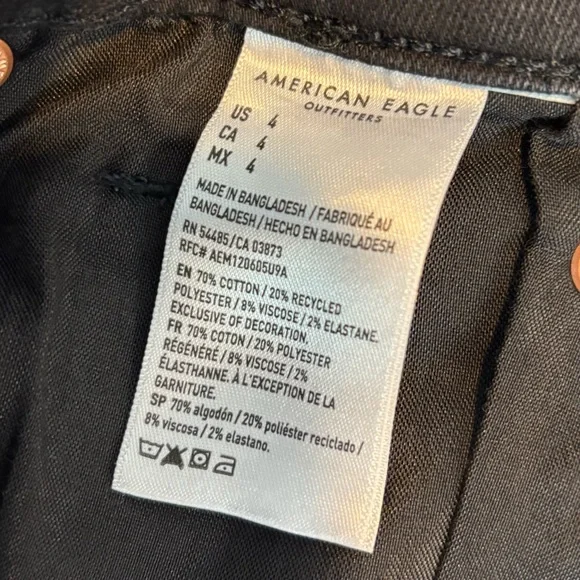 AMERICAN EAGLE
OUTFITTERS
US 4
CA 4
MX 4
MADE IN BANGLADESH / FABRIQUÉ AU
BANGLADESH / HECHO EN BANGLADESH
RN 54485/CA 03873
RFC# AEM120605U9A
EN 70% COTTON / 20% RECYCLED
POLYESTER / 8% VISCOSE / 2% ELASTANE.
EXCLUSIVE OF DECORATION.
FR 70% COTON / 20% POLYESTER
RÉGÉNÉRÉ / 8% VISCOSE / 2%
ÉLASTHANNE. À L'EXCEPTION DE LA
GARNITURE.
SP 70% algodón / 20% poliéster reciclado /
8% viscosa / 2% elastano.